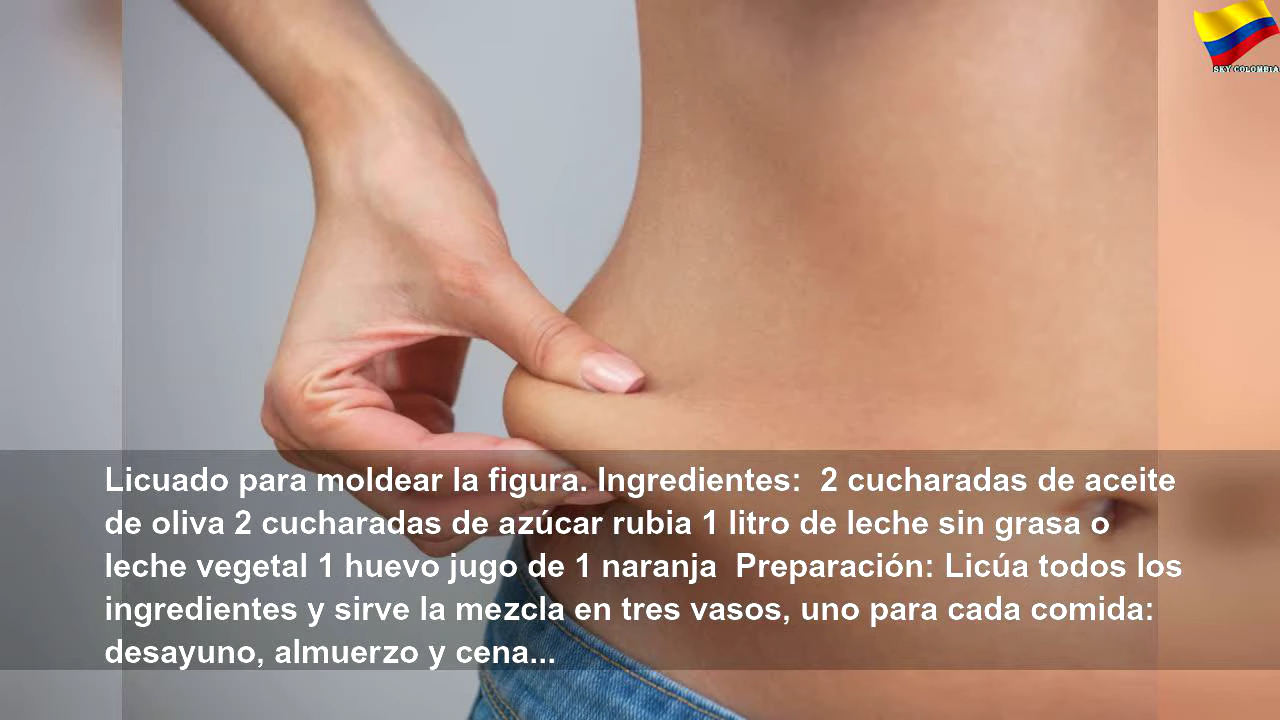 SKY COLOMBIA
Licuado para moldear la figura. Ingredientes:  2 cucharadas de aceite
de oliva 2 cucharadas de azúcar rubia 1 litro de leche sin grasa o
leche vegetal 1 huevo jugo de 1 naranja  Preparación: Licúa todos los
ingredientes y sirve la mezcla en tres vasos, uno para cada comida:
desayuno, almuerzo y cena...